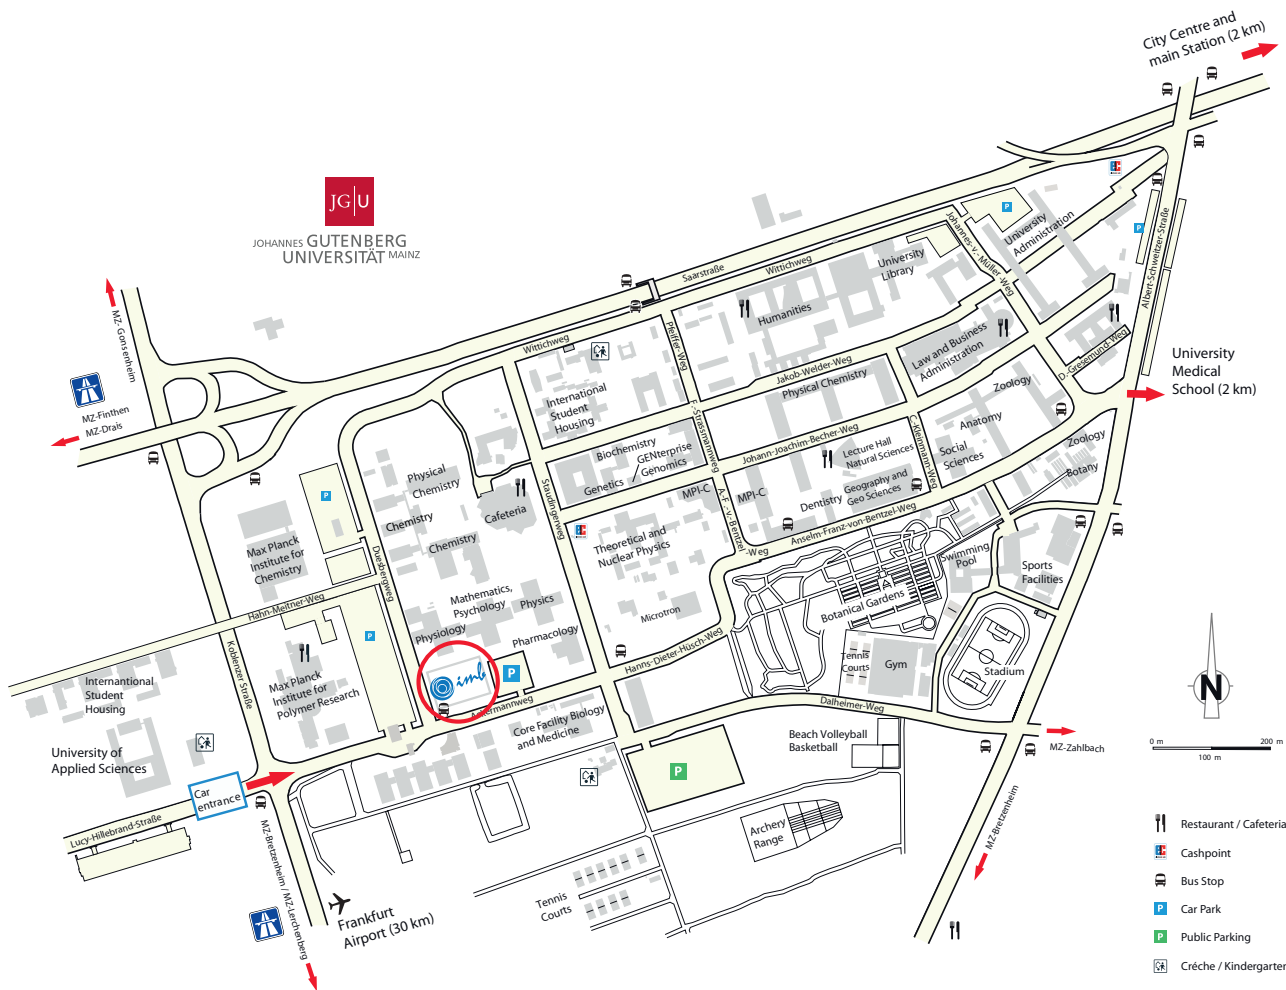 City Centre and
main Station (2 km)
JG|U
JOHANNES GUTENBERG
UNIVERSITÄT MAINZ
MZ- Gonsenheim
MZ-Finthen
MZ-Drais
Saarstraße
Wittichweg
Wittichweg
Johannes-v.-Müller-Weg
P
University
Administration
P
Albert-Schweitzer-Straße
University
Library
Humanities
Pfeiffer-Weg
Law and Business
Administration
D.-Gresemund-Weg
University
Medical
School (2 km)
Jakob-Welder-Weg
Physical Chemistry
Zoology
International
Student
Housing
F.-Strassmannweg
Johann-Joachim-Becher-Weg
C.-Kleinmann-Weg
Anatomy
Social
Sciences
Zoology
Botany
Biochemistry
GENterprise
Genomics
Genetics
MPI-C
MPI-C
Lecture Hall
Natural Sciences
Geography and
Geo Sciences
Dentistry
A.-F.-v.-Bentzel
-Weg
Anselm-Franz-von-Bentzel-Weg
Physical
Chemistry
Cafeteria
Staudingerweg
P
Chemistry
Chemistry
Theoretical and
Nuclear Physics
Max Planck
Institute for
Chemistry
Duesbergweg
Swimming
Pool
Sports
Facilities
Botanical Gardens
Hahn-Meitner-Weg
Mathematics,
Psychology
Physics
Microtron
Physiology
Pharmacology
P
Koblenzer Straße
Hanns-Dieter-Hüsch-Weg
Tennis
Courts
Gym
Stadium
N
Interna ntional
Student
Housing
Max Planck
Institute for
Polymer Research
imb
P
Ackermannweg
Dalheimer-Weg
Core Facility Biology
and Medicine
Beach Volleyball
Basketball
MZ-Zahlbach
0 m
200 m
100 m
University of
Applied Sciences
P
Car
entrance
Lucy-Hillebrand-Straße
MZ-Bretzenheim / MZ-Lerchenberg
Archery
Range
MZ-Bretzenheim
Tennis
Courts
Frankfurt
Airport (30 km)
Restaurant / Cafeteria
Cashpoint
Bus Stop
P Car Park
P Public Parking
Créche / Kindergarten